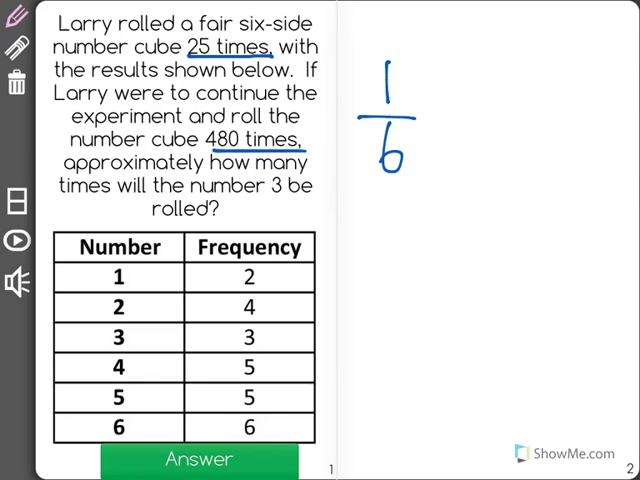 Larry rolled a fair six-side
number cube 25 times, with
the results shown below. If
Larry were to continue the
experiment and roll the
number cube 480 times,
approximately how many
times will the number 3 be
rolled?
Number Frequency
1 2
2 4
3 3
4 5
5 5
6 6
Answer
1
1
6
ShowMe.com
2